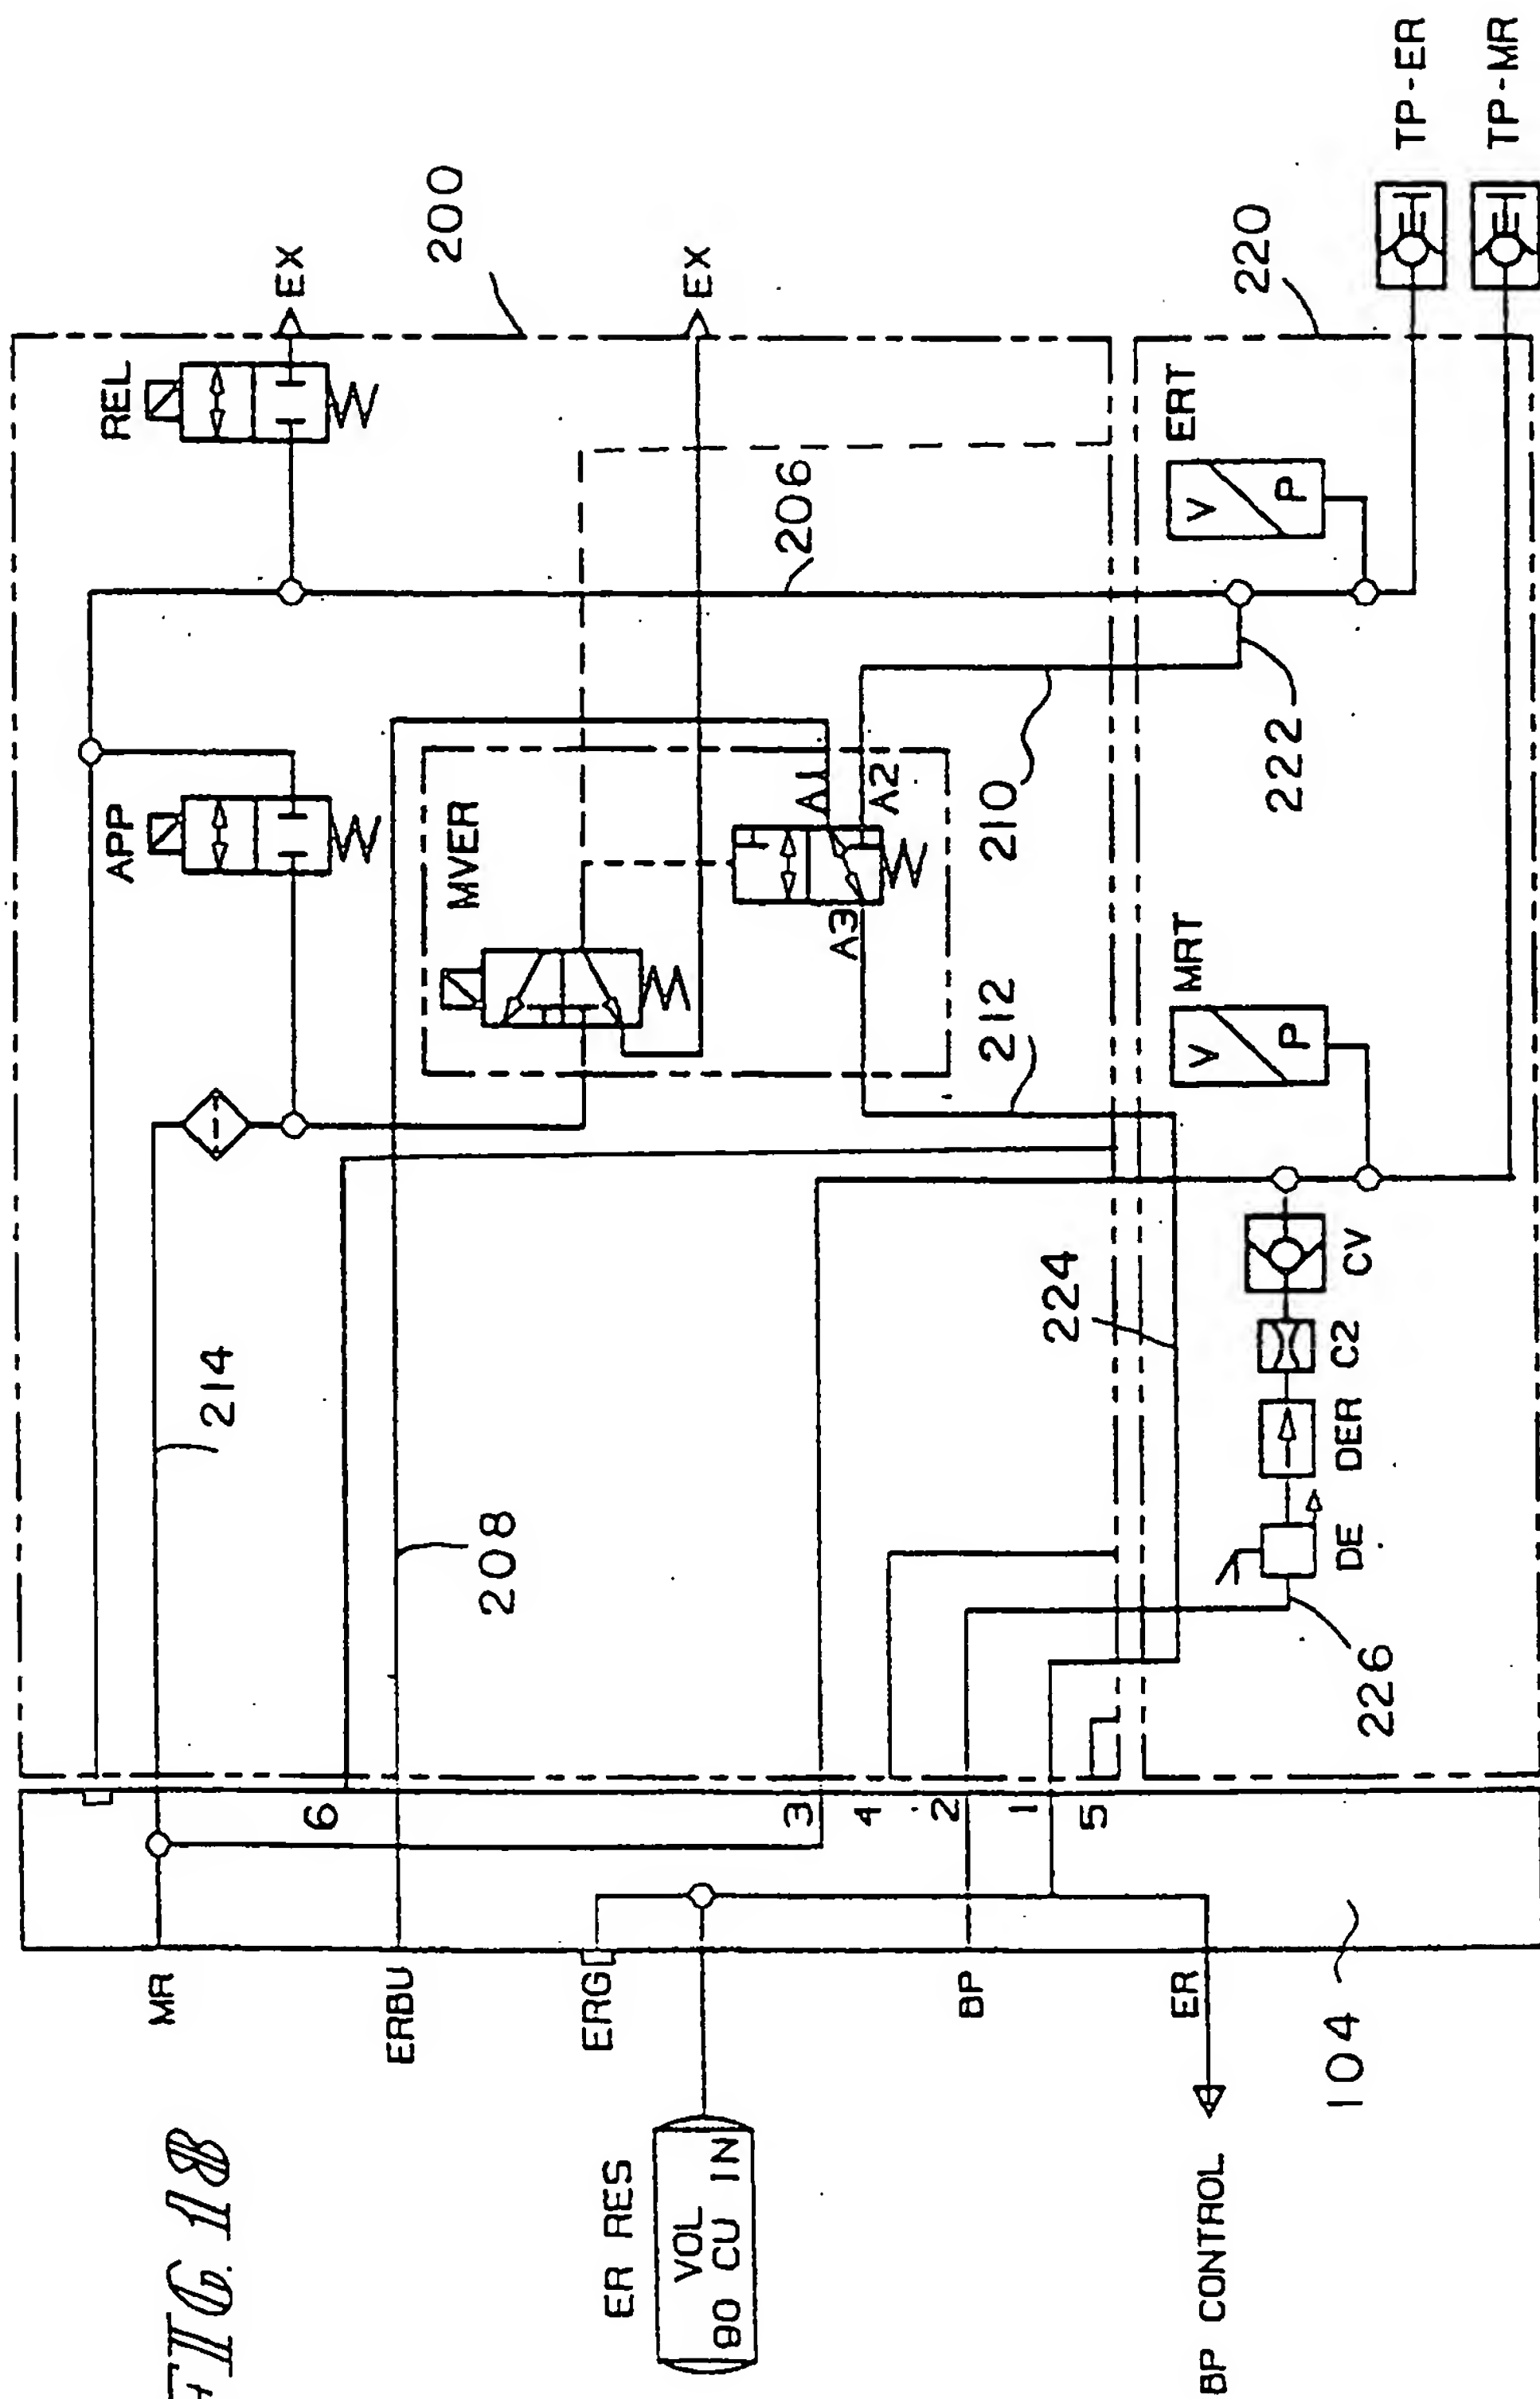 FIG. 18
MR
ERBU
ERG
ER RES
VOL
90 CU IN
BP
ER
BP CONTROL
104
6
3
4
2
1
5
214
208
APP
REL
EX
200
EX
MVER
A1
A2
A3
206
210
212
222
220
224
226
MRT
V
P
ERT
V
P
DE
DER
C2
CV
TP-ER
TP-MR